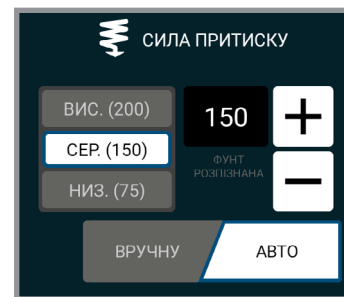 СИЛА ПРИТИСКУ
ВИС. (200)
СЕР. (150)
НИЗ. (75)
150
ФУНТ
РОЗПІЗНАНА
+
−
ВРУЧНУ
АВТО